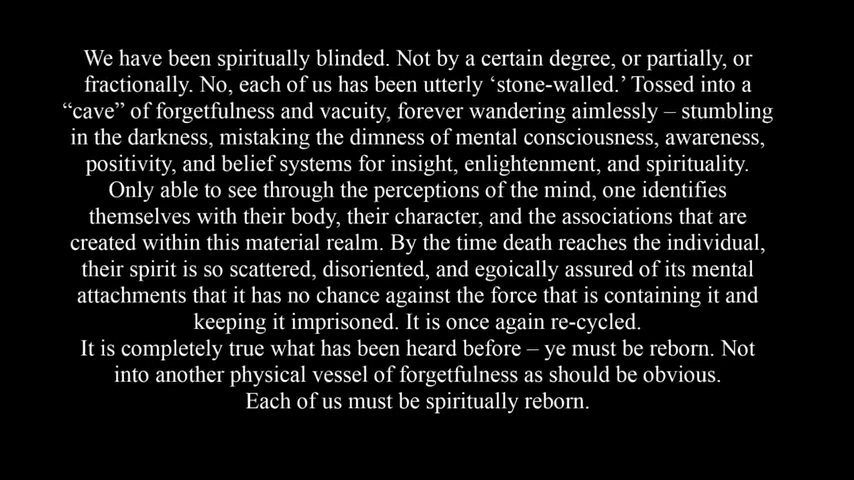 We have been spiritually blinded. Not by a certain degree, or partially, or
fractionally. No, each of us has been utterly ‘stone-walled.’ Tossed into a
“cave” of forgetfulness and vacuity, forever wandering aimlessly – stumbling
in the darkness, mistaking the dimness of mental consciousness, awareness,
positivity, and belief systems for insight, enlightenment, and spirituality.
Only able to see through the perceptions of the mind, one identifies
themselves with their body, their character, and the associations that are
created within this material realm. By the time death reaches the individual,
their spirit is so scattered, disoriented, and egoically assured of its mental
attachments that it has no chance against the force that is containing it and
keeping it imprisoned. It is once again re-cycled.
It is completely true what has been heard before – ye must be reborn. Not
into another physical vessel of forgetfulness as should be obvious.
Each of us must be spiritually reborn.